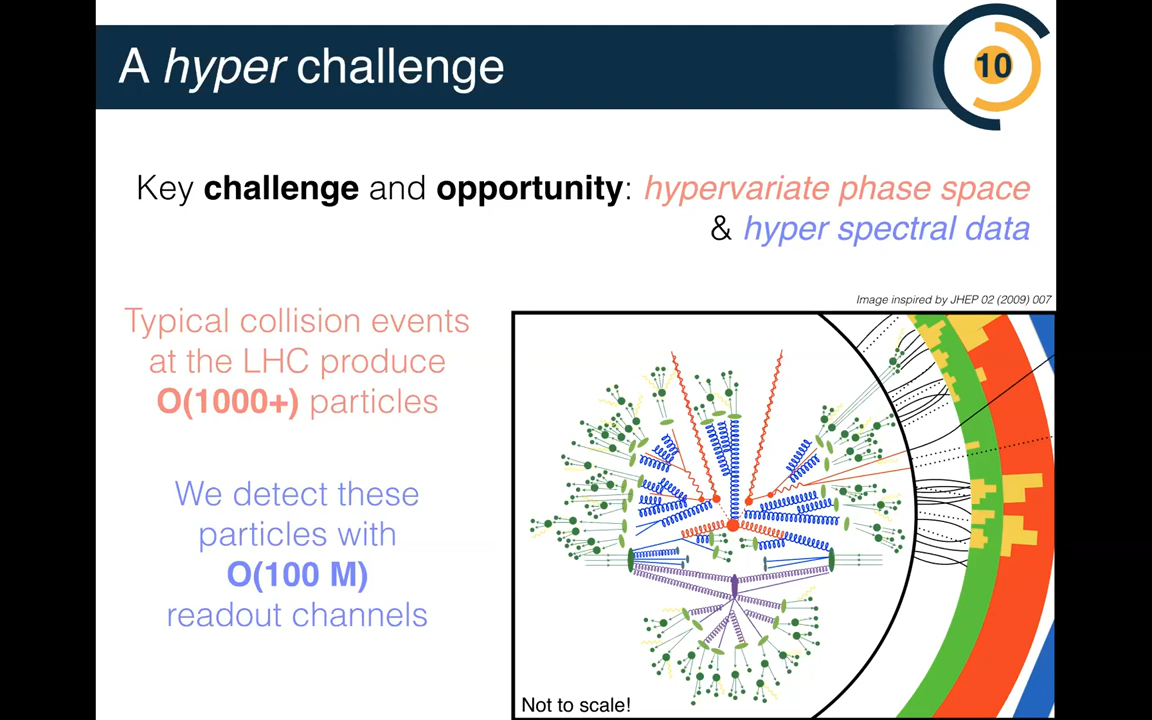 A hyper challenge
10
Key challenge and opportunity: hypervariate phase space
& hyper spectral data
Image inspired by JHEP 02 (2009) 007
Typical collision events
at the LHC produce
O(1000+) particles
We detect these
particles with
O(100 M)
readout channels
Not to scale!